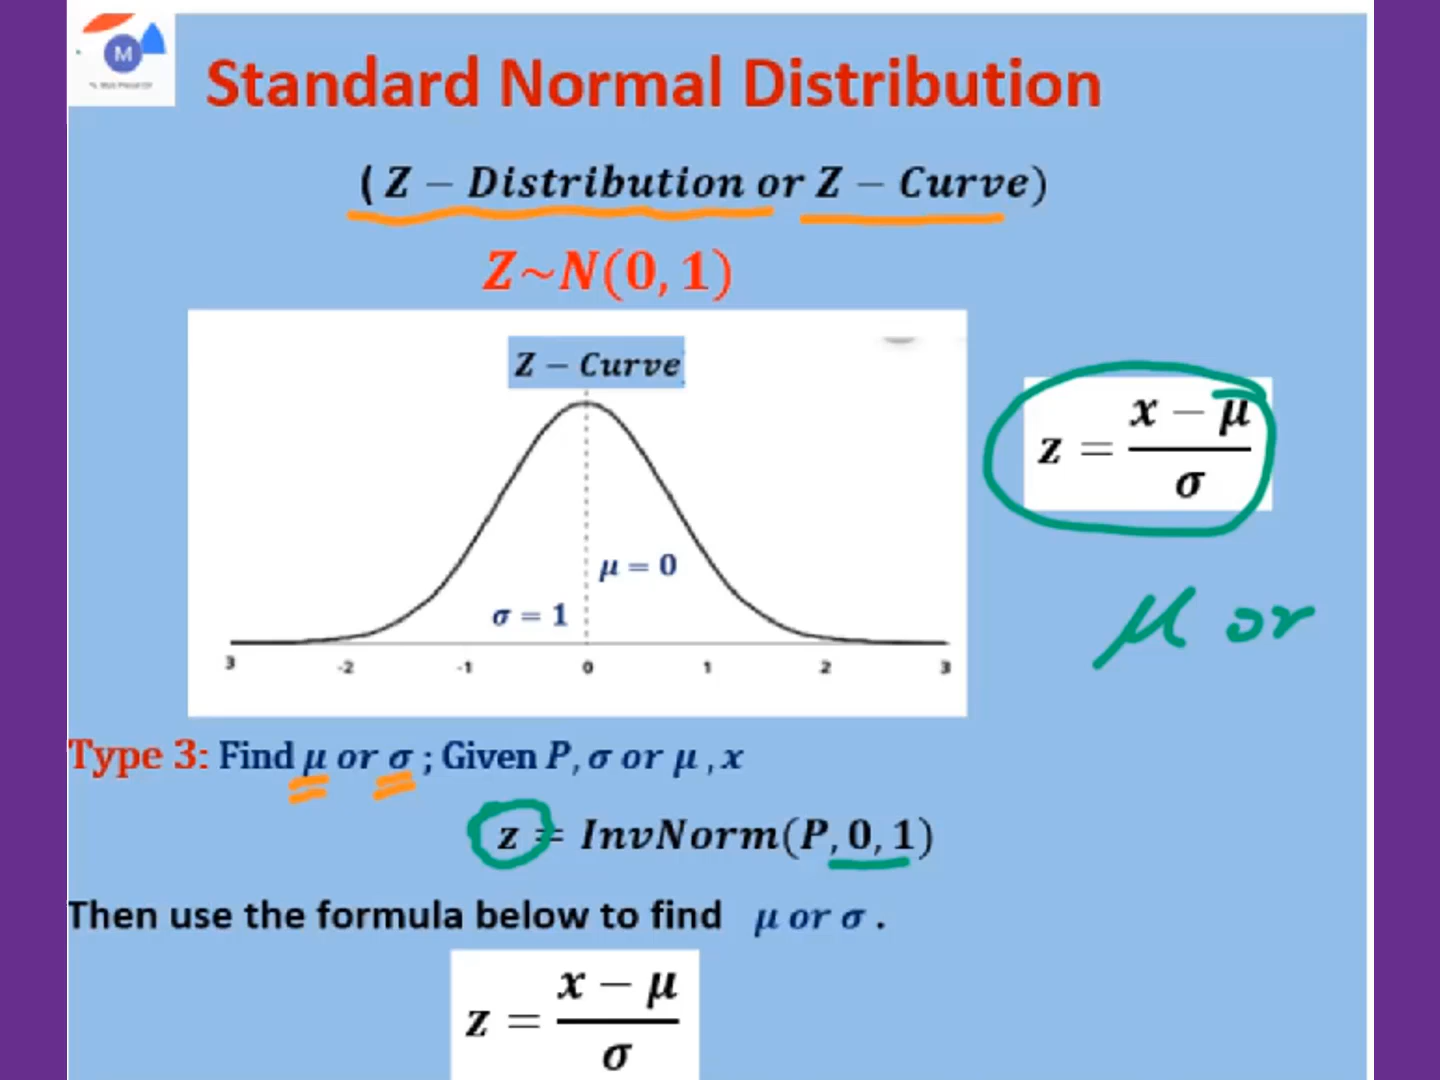 M
Standard Normal Distribution
( Z − Distribution or Z − Curve)
Z~N(0, 1)
Z − Curve
z = x − μ / σ
μ = 0
σ = 1
3 -2 -1 0 1 2 3
μ or
Type 3: Find μ or σ ; Given P, σ or μ , x
z = InvNorm(P, 0, 1)
Then use the formula below to find μ or σ .
z = x − μ / σ